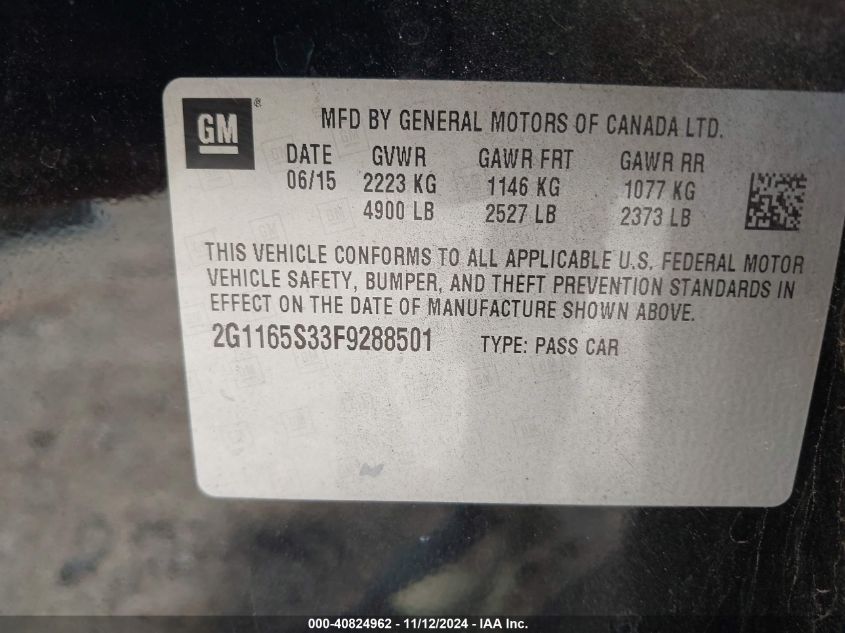 GM ®
MFD BY GENERAL MOTORS OF CANADA LTD.
DATE GVWR GAWR FRT GAWR RR
06/15 2223 KG 1146 KG 1077 KG
4900 LB 2527 LB 2373 LB
THIS VEHICLE CONFORMS TO ALL APPLICABLE U.S. FEDERAL MOTOR
VEHICLE SAFETY, BUMPER, AND THEFT PREVENTION STANDARDS IN
EFFECT ON THE DATE OF MANUFACTURE SHOWN ABOVE.
2G1165S33F9288501 TYPE: PASS CAR
000-40824962 - 11/12/2024 - IAA Inc.